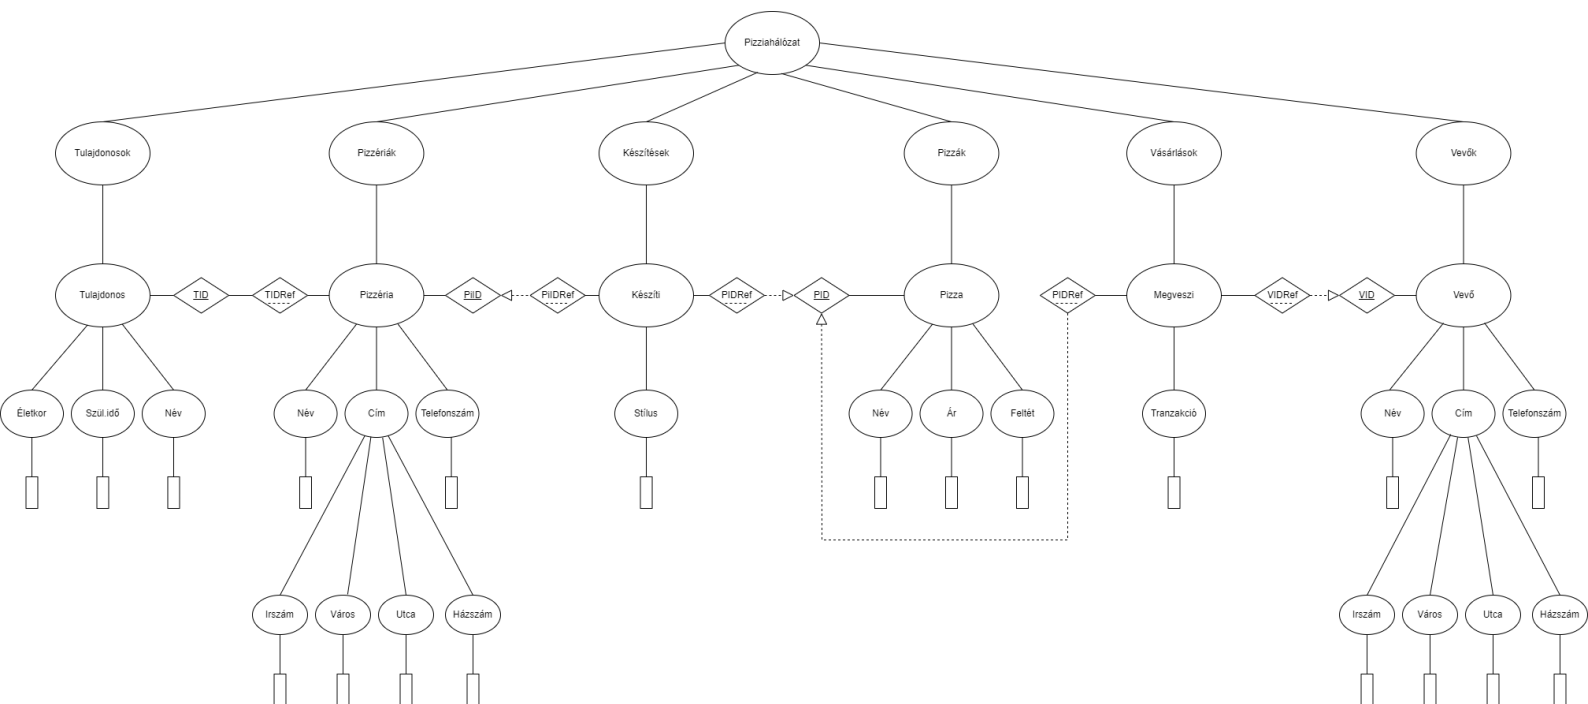 Pizziahálózat
Tulajdonosok
Pizzériák
Készítések
Pizzák
Vásárlások
Vevők
Tulajdonos
TID
TIDRef
Pizzéria
PiID
PiIDRef
Készíti
PIDRef
PID
Pizza
PIDRef
Megveszi
VIDRef
VID
Vevő
Életkor
Szül.idő
Név
Név
Cím
Telefonszám
Stílus
Név
Ár
Feltét
Tranzakció
Név
Cím
Telefonszám
Irszám
Város
Utca
Házszám
Irszám
Város
Utca
Házszám